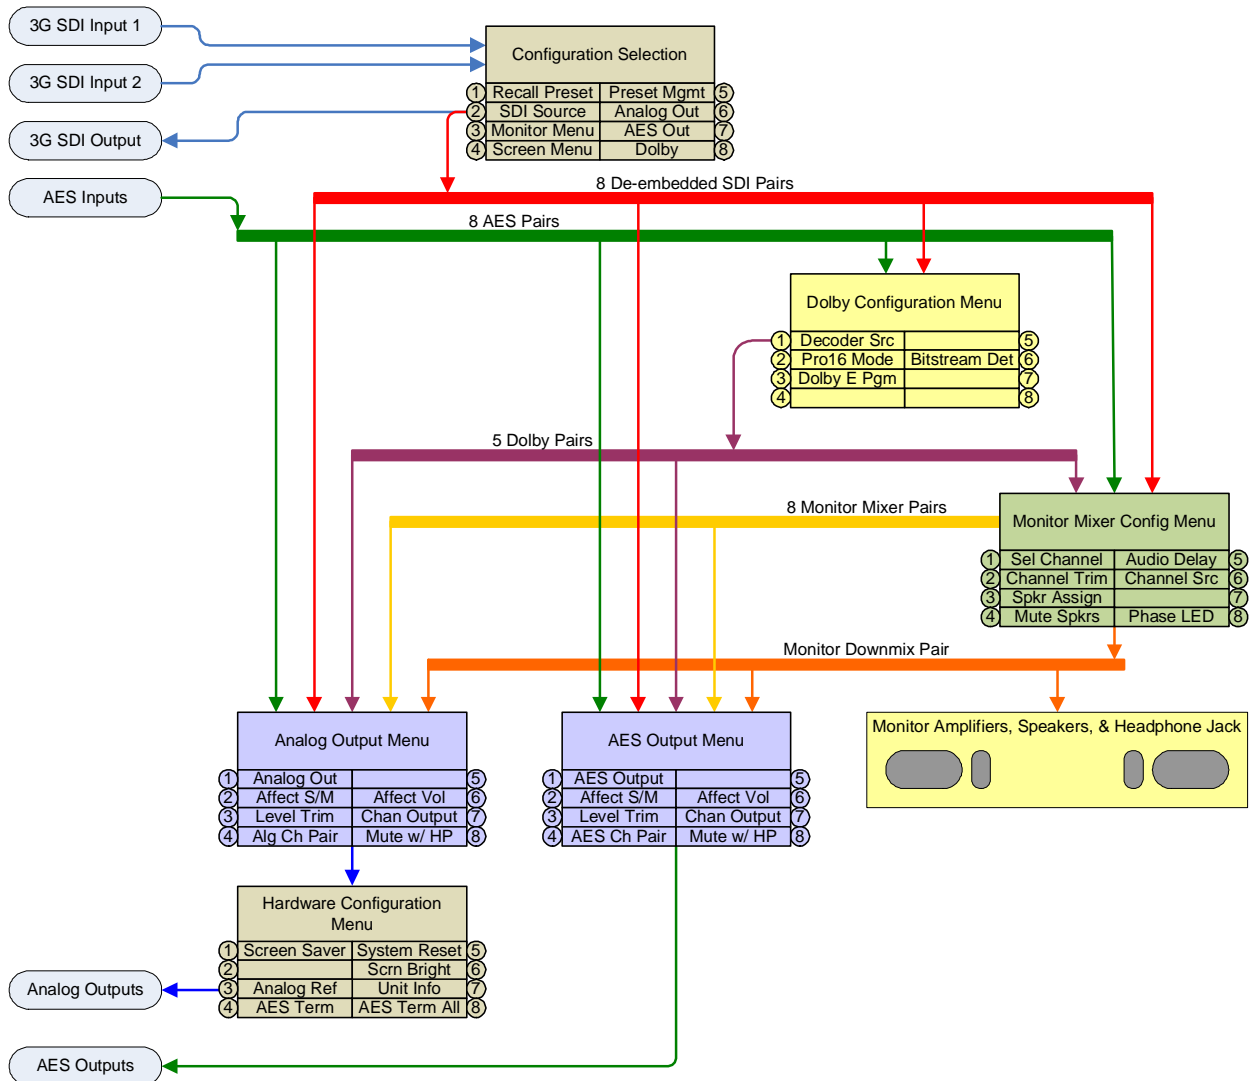 3G SDI Input 1
3G SDI Input 2
3G SDI Output
AES Inputs
Configuration Selection
1 Recall Preset Preset Mgmt 5
2 SDI Source Analog Out 6
3 Monitor Menu AES Out 7
4 Screen Menu Dolby 8
8 De-embedded SDI Pairs
8 AES Pairs
Dolby Configuration Menu
1 Decoder Src 5
2 Pro16 Mode Bitstream Det 6
3 Dolby E Pgm 7
4 8
5 Dolby Pairs
8 Monitor Mixer Pairs
Monitor Mixer Config Menu
1 Sel Channel Audio Delay 5
2 Channel Trim Channel Src 6
3 Spkr Assign 7
4 Mute Spkrs Phase LED 8
Monitor Downmix Pair
Analog Output Menu
1 Analog Out 5
2 Affect S/M Affect Vol 6
3 Level Trim Chan Output 7
4 Alg Ch Pair Mute w/ HP 8
AES Output Menu
1 AES Output 5
2 Affect S/M Affect Vol 6
3 Level Trim Chan Output 7
4 AES Ch Pair Mute w/ HP 8
Monitor Amplifiers, Speakers, & Headphone Jack
Hardware Configuration
Menu
1 Screen Saver System Reset 5
2 Scrn Bright 6
3 Analog Ref Unit Info 7
4 AES Term AES Term All 8
Analog Outputs
AES Outputs